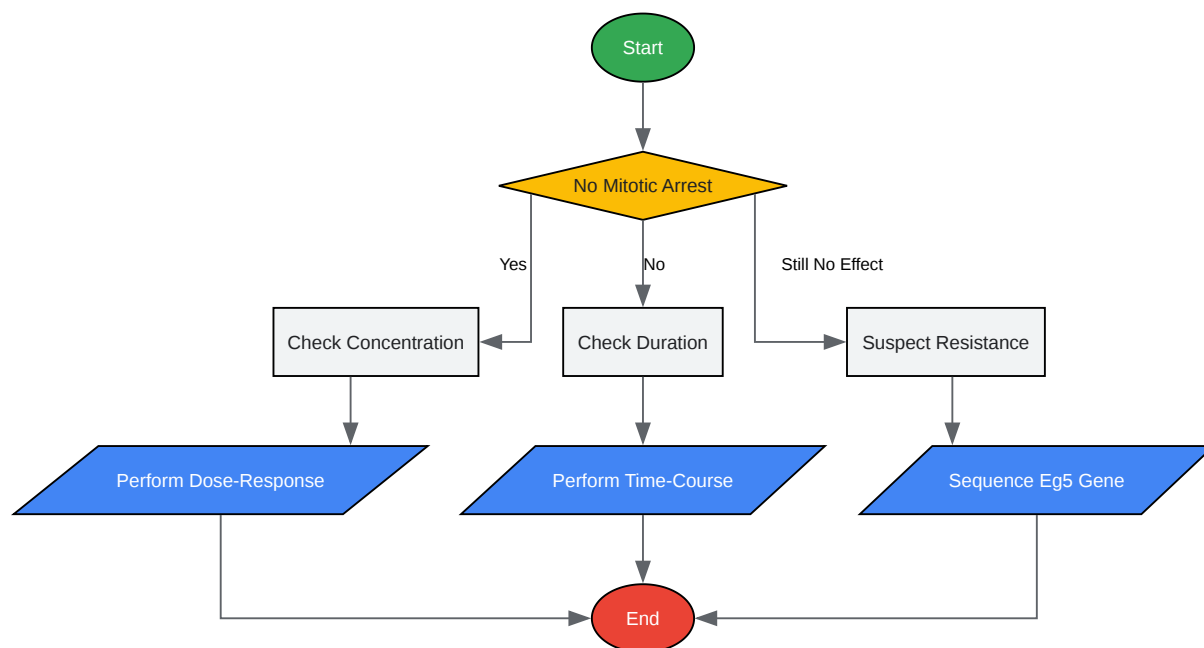 Start
No Mitotic Arrest
Yes
No
Still No Effect
Check Concentration
Check Duration
Suspect Resistance
Perform Dose-Response
Perform Time-Course
Sequence Eg5 Gene
End